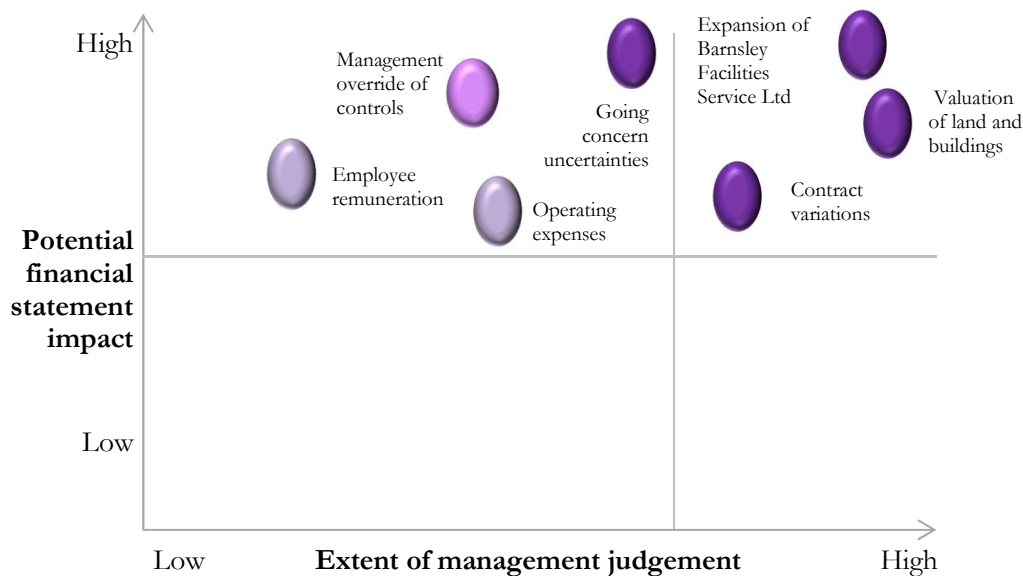 High
Management
override of
controls
Going
concern
uncertainties
Expansion of
Barnsley
Facilities
Service Ltd
Valuation
of land and
buildings
Employee
remuneration
Operating
expenses
Contract
variations
Potential
financial
statement
impact
Low
Low
Extent of management judgement
High